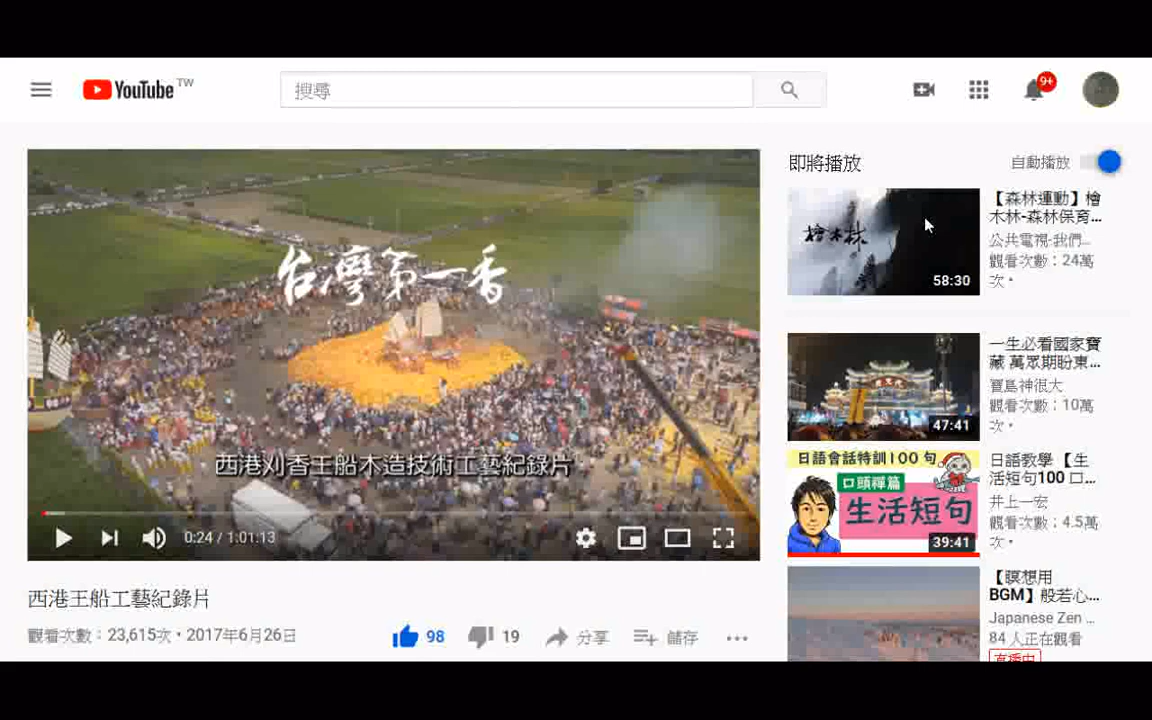 YouTube TW
搜尋
9+
台灣第一香
西港刈香王船木造技術工藝紀錄片
0:24 / 1:01:13
西港王船工藝紀錄片
觀看次數：23,615次・2017年6月26日
98
19
分享
儲存
即將播放
自動播放
檜木林
58:30
【森林運動】檜
木林-森林保育...
公共電視-我們...
觀看次數：24萬
次・
47:41
一生必看國家寶
藏 萬眾期盼東...
寶島神很大
觀看次數：10萬
次・
日語會話特訓100句
口頭禪篇
生活短句
39:41
日語教學 【生
活短句100 口...
井上一宏
觀看次數：4.5萬
次・
【瞑想用
BGM】般若心...
Japanese Zen ...
84 人正在觀看
直播中